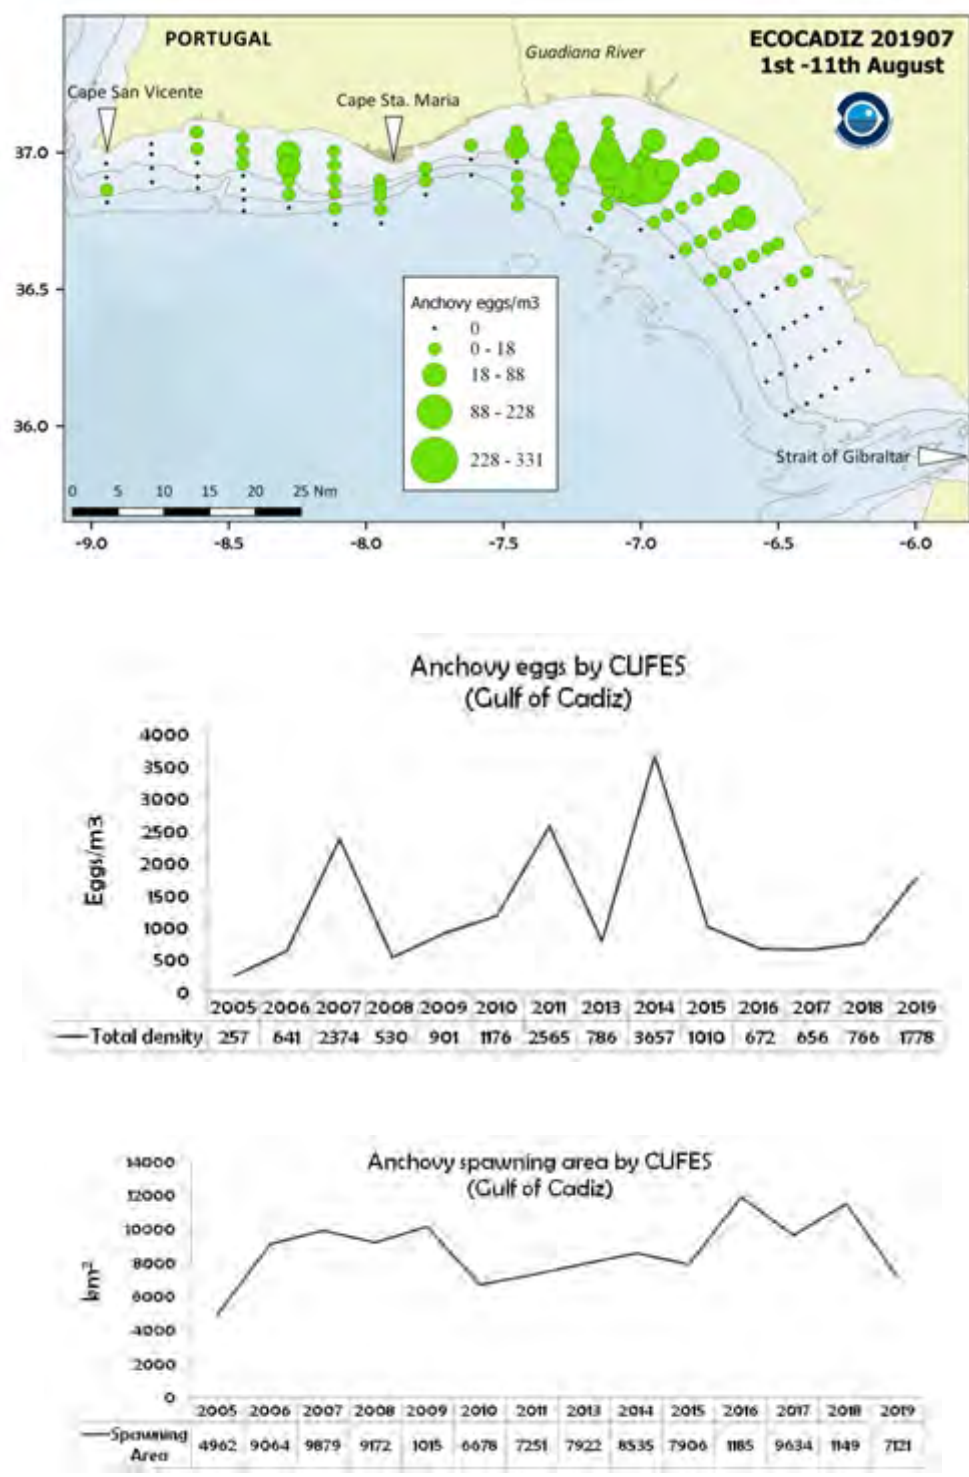 PORTUGAL
ECOCADIZ 201907
1st -11th August
Guadiana River
Cape San Vicente
Cape Sta. Maria
37.0
36.5
36.0
Anchovy eggs/m3
0
0 - 18
18 - 88
88 - 228
228 - 331
Strait of Gibraltar
0 5 10 15 20 25 Nm
-9.0 -8.5 -8.0 -7.5 -7.0 -6.5 -6.0
Anchovy eggs by CUFES
(Gulf of Cadiz)
Eggs/m3
4000
3500
3000
2500
2000
1500
1000
500
0
2005 2006 2007 2008 2009 2010 2011 2013 2014 2015 2016 2017 2018 2019
Total density 257 641 2374 530 901 1176 2565 786 3657 1010 672 656 766 1778
Anchovy spawning area by CUFES
(Gulf of Cadiz)
km²
14000
12000
10000
8000
6000
4000
2000
0
2005 2006 2007 2008 2009 2010 2011 2013 2014 2015 2016 2017 2018 2019
Spawning Area 4962 9064 9879 9172 1015 6678 7251 7922 8535 7906 1185 9634 1149 7121